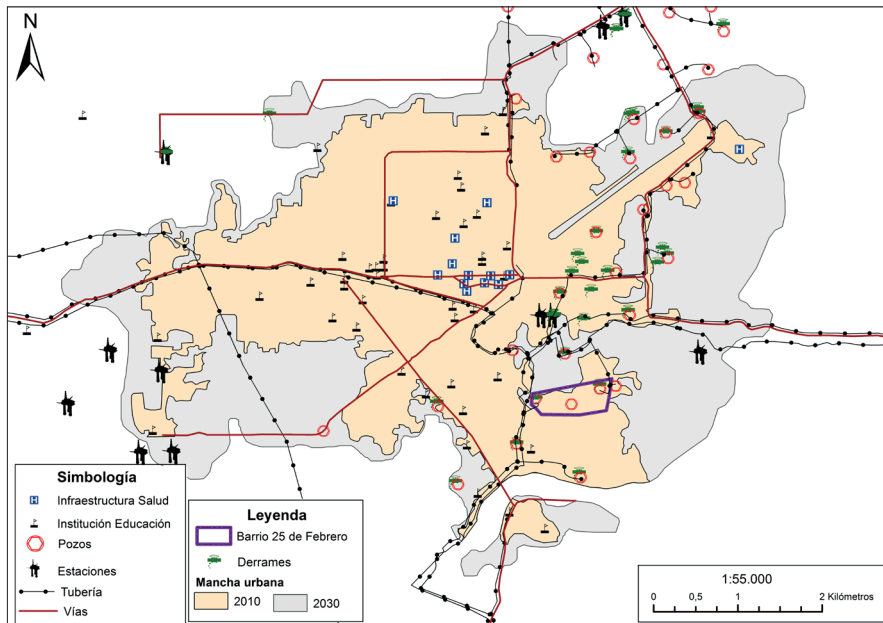 N
H
H
H
H
H
H
H
H
H
H
H
H
H
Simbología
H Infraestructura Salud
Institución Educación
Pozos
Estaciones
Tubería
Vías
Leyenda
Barrio 25 de Febrero
Derrames
Mancha urbana
2010
2030
1:55.000
0 0,5 1 2 Kilómetros